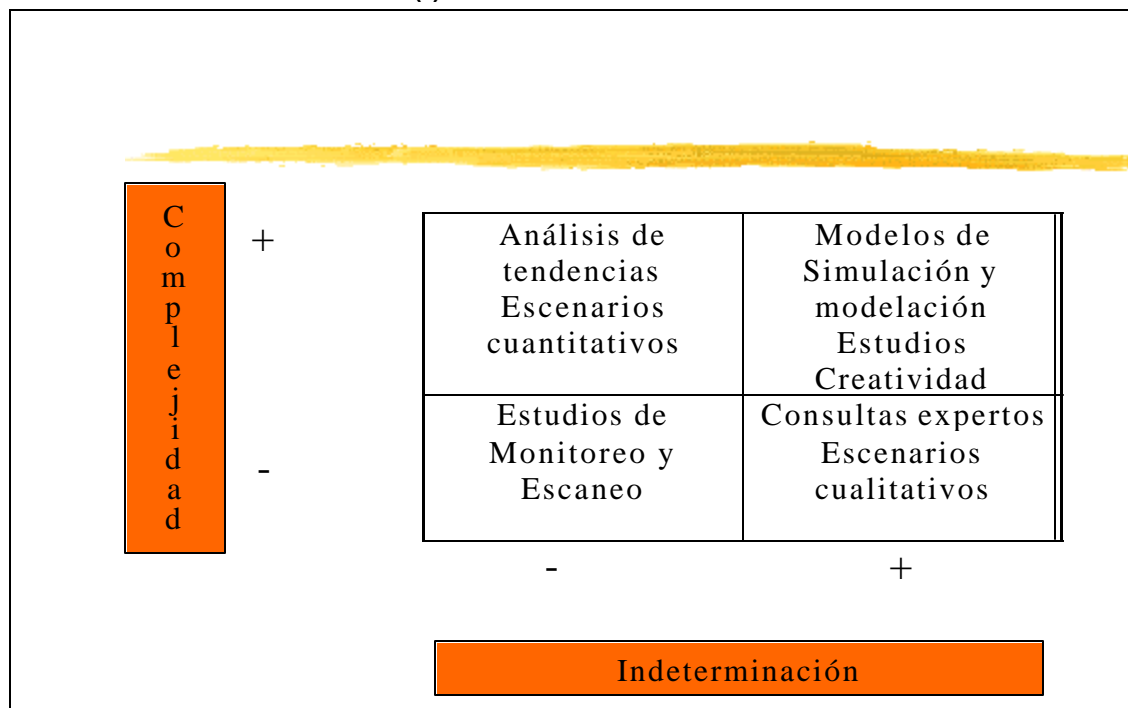 Complejidad
+
Análisis de
tendencias
Escenarios
cuantitativos
Modelos de
Simulación y
modelación
Estudios
Creatividad
-
Estudios de
Monitoreo y
Escaneo
Consultas expertos
Escenarios
cualitativos
-
+
Indeterminación